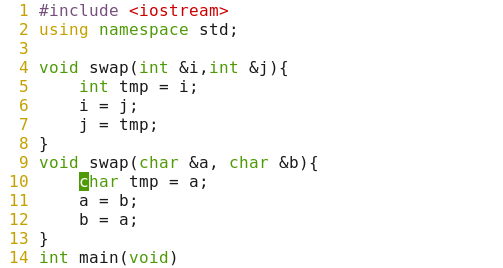 1 #include <iostream>
2 using namespace std;
3
4 void swap(int &i,int &j){
5     int tmp = i;
6     i = j;
7     j = tmp;
8 }
9 void swap(char &a, char &b){
10     char tmp = a;
11     a = b;
12     b = a;
13 }
14 int main(void)